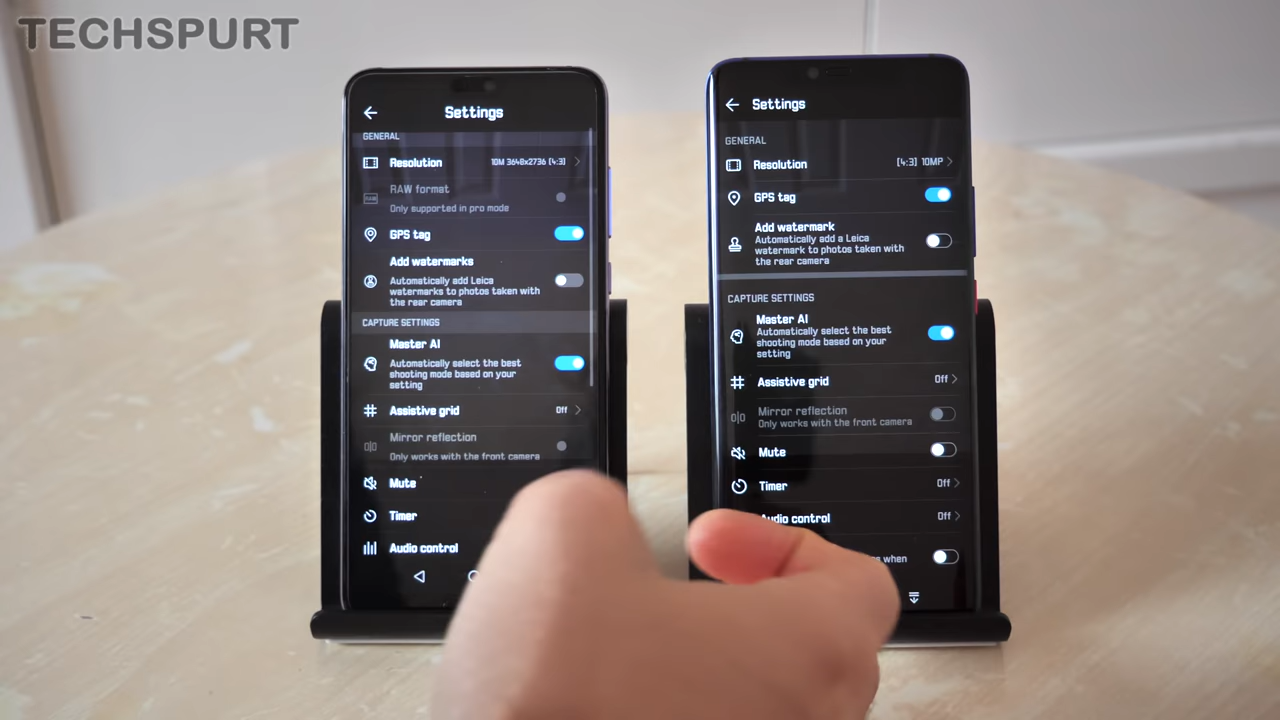 TECHSPURT
Settings
GENERAL
Resolution 10M 3648x2736 [4:3]
RAW format
Only supported in pro mode
GPS tag
Add watermarks
Automatically add Leica
watermarks to photos taken with
the rear camera
CAPTURE SETTINGS
Master AI
Automatically select the best
shooting mode based on your
setting
Assistive grid Off
Mirror reflection
Only works with the front camera
Mute
Timer
Audio control
Settings
GENERAL
Resolution [4:3] 10MP
GPS tag
Add watermark
Automatically add a Leica
watermark to photos taken with
the rear camera
CAPTURE SETTINGS
Master AI
Automatically select the best
shooting mode based on your
setting
Assistive grid Off
Mirror reflection
Only works with the front camera
Mute
Timer Off
Audio control Off
when